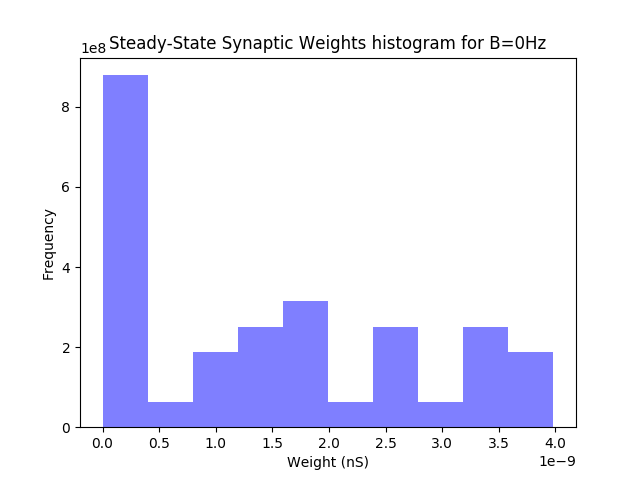 Steady-State Synaptic Weights histogram for B=0Hz
1e8
8
6
4
2
0
Frequency
0.0 0.5 1.0 1.5 2.0 2.5 3.0 3.5 4.0
Weight (nS)
1e−9